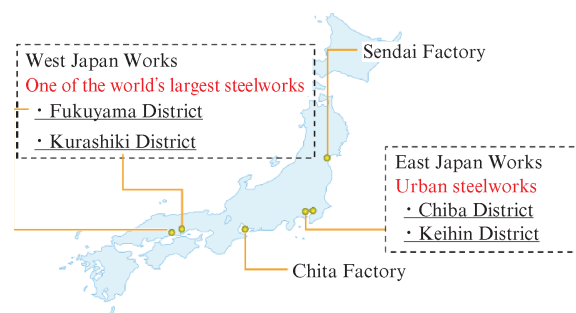 West Japan Works
One of the world's largest steelworks
・Fukuyama District
・Kurashiki District
Sendai Factory
East Japan Works
Urban steelworks
・Chiba District
・Keihin District
Chita Factory